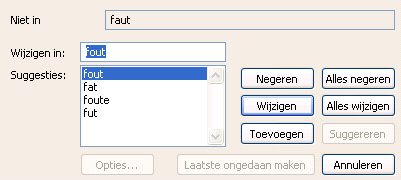 Niet in faut
Wijzigen in: fout
Suggesties: fout
fat
foute
fut
Negeren Alles negeren
Wijzigen Alles wijzigen
Toevoegen Suggereren
Opties... Laatste ongedaan maken Annuleren